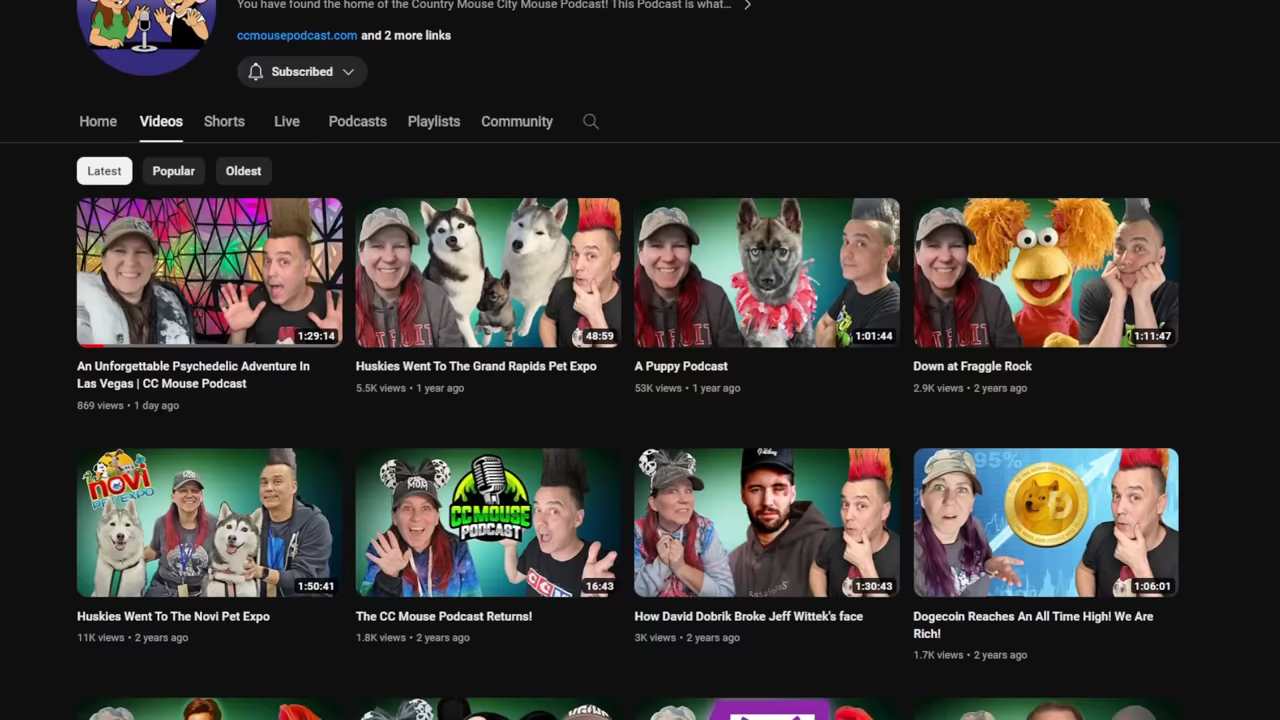 You have found the home of the Country Mouse City Mouse Podcast! This Podcast is what...
ccmousepodcast.com and 2 more links
Subscribed
Home Videos Shorts Live Podcasts Playlists Community
Latest Popular Oldest
1:29:14
48:59
1:01:44
1:11:47
An Unforgettable Psychedelic Adventure In
Las Vegas | CC Mouse Podcast
869 views • 1 day ago
Huskies Went To The Grand Rapids Pet Expo
5.5K views • 1 year ago
A Puppy Podcast
53K views • 1 year ago
Down at Fraggle Rock
2.9K views • 2 years ago
novi
PET EXPO
1:50:41
MOM
CC MOUSE
PODCAST
16:43
1:30:43
95%
1:06:01
Huskies Went To The Novi Pet Expo
11K views • 2 years ago
The CC Mouse Podcast Returns!
1.8K views • 2 years ago
How David Dobrik Broke Jeff Wittek's face
3K views • 2 years ago
Dogecoin Reaches An All Time High! We Are
Rich!
1.7K views • 2 years ago